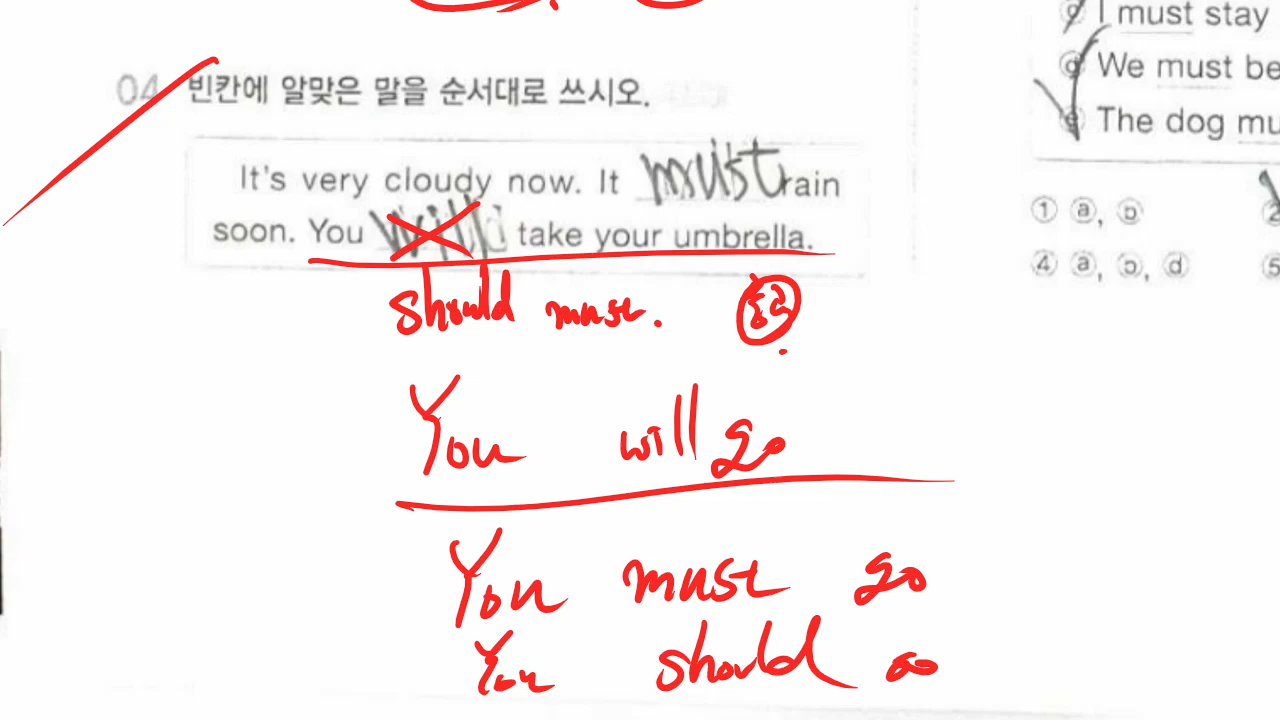 04 빈칸에 알맞은 말을 순서대로 쓰시오.
It's very cloudy now. It must rain
soon. You will take your umbrella.
should must.
You will go
You must go
You should go
I must stay
We must be
The dog mu
① ⓐ, ⓑ
④ ⓐ, ⓑ, ⓓ